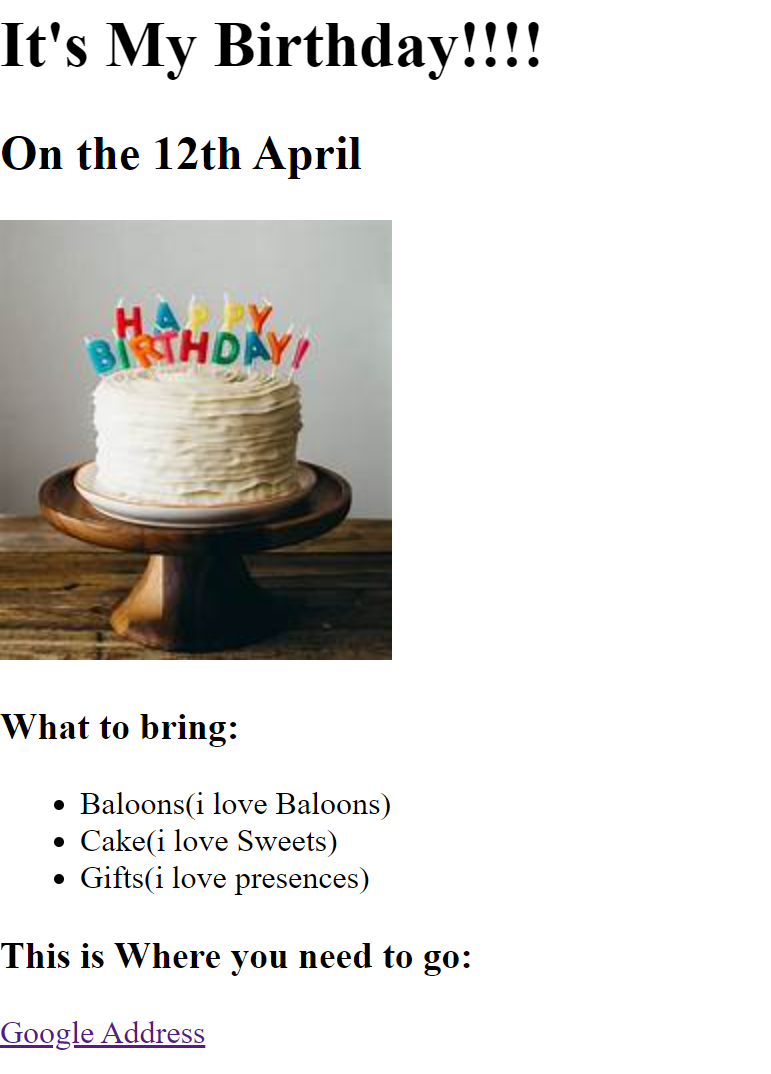 It's My Birthday!!!!
On the 12th April
HAPPY
BIRTHDAY!
What to bring:
Baloons(i love Baloons)
Cake(i love Sweets)
Gifts(i love presences)
This is Where you need to go:
Google Address